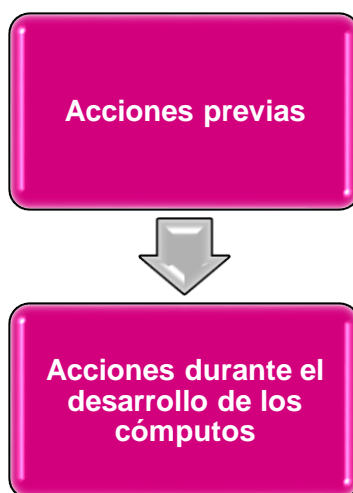 Acciones previas
Acciones durante el
desarrollo de los
cómputos